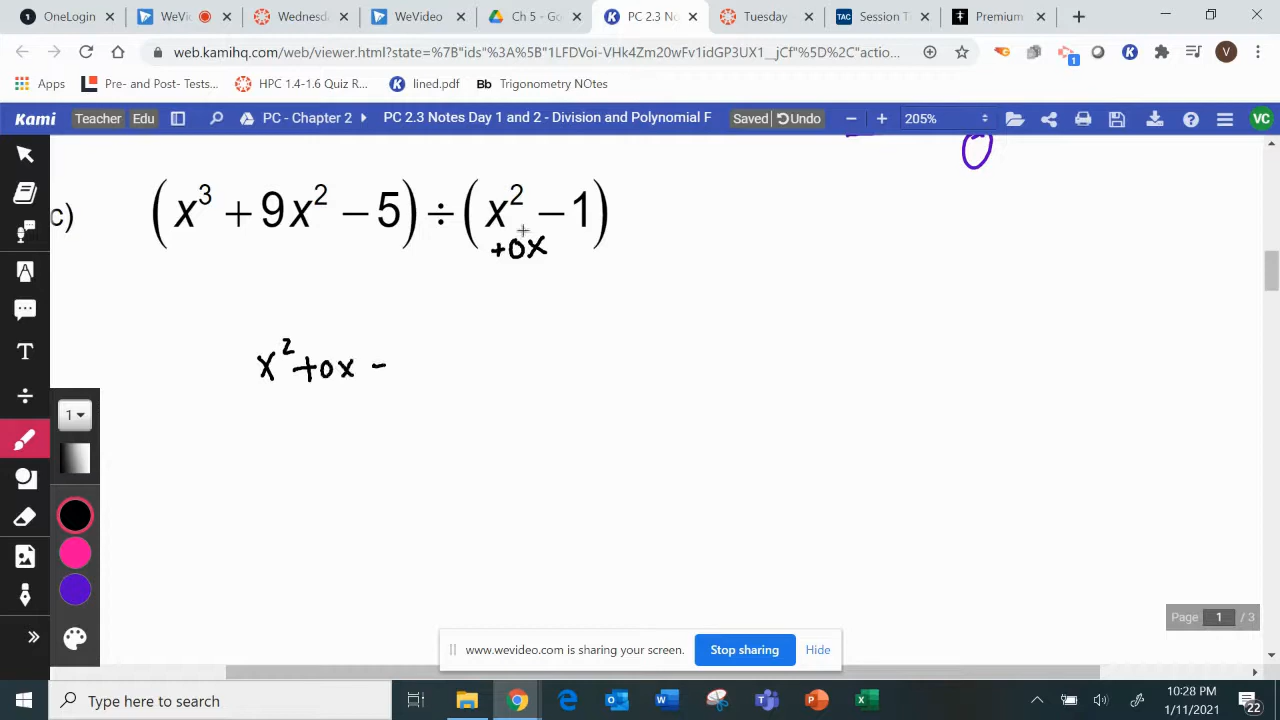 OneLogin
WeVideo
Wednesda
WeVideo
Ch 5 - Go
PC 2.3 No
Tuesday
Session T
Premium
web.kamihq.com/web/viewer.html?state=%7B"ids"%3A%5B"1LFDVoi-VHk4Zm20wFv1idGP3UX1_jCf"%5D%2C"actio...
Apps
Pre- and Post-Tests...
HPC 1.4-1.6 Quiz R...
lined.pdf
Bb Trigonometry NOtes
Kami Teacher Edu PC - Chapter 2 PC 2.3 Notes Day 1 and 2 - Division and Polynomial F Saved Undo 205% VC
c) (x³ + 9x² − 5) ÷ (x² − 1)
+0x
x² +0x -
1
Page 1 / 3
www.wevideo.com is sharing your screen. Stop sharing Hide
Type here to search
10:28 PM
1/11/2021
22